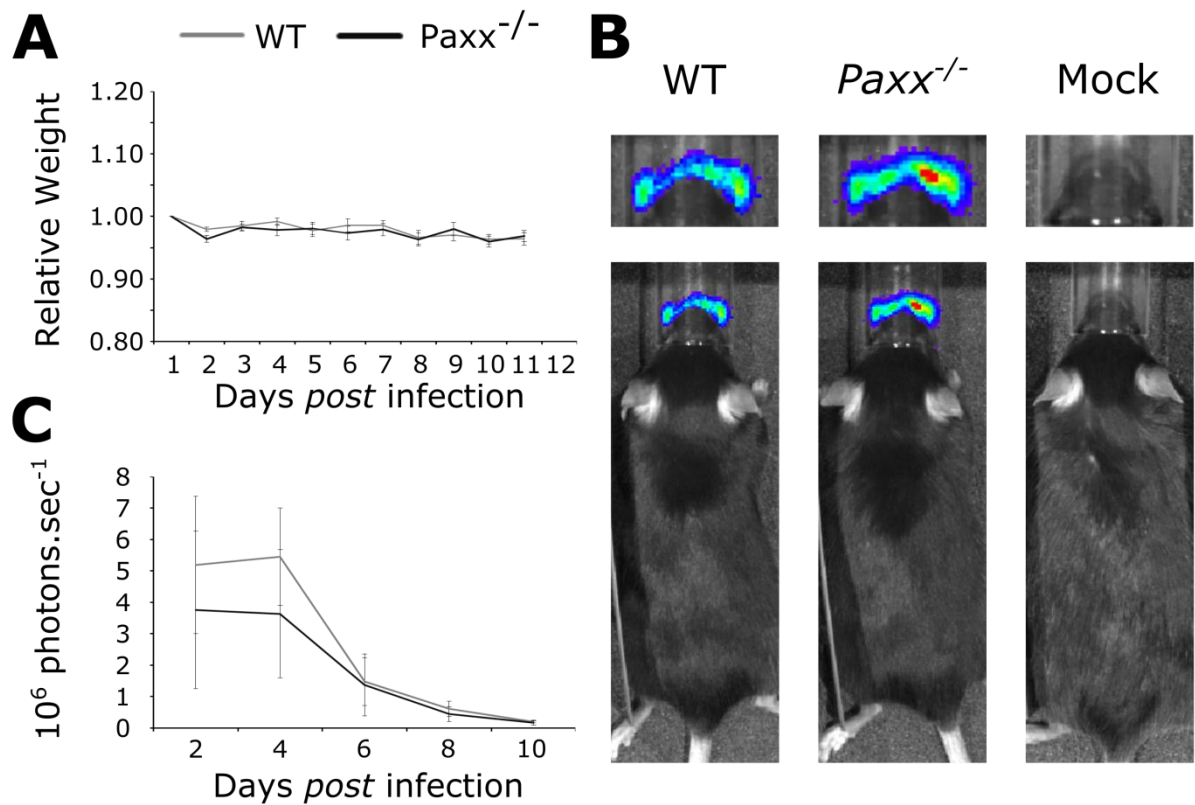 A
WT Paxx-/-
1.20
1.10
1.00
0.90
0.80
Relative Weight
1 2 3 4 5 6 7 8 9 10 11 12
Days post infection
B
WT Paxx-/- Mock
C
8
7
6
5
4
3
2
1
0
10⁶ photons.sec⁻¹
2 4 6 8 10
Days post infection